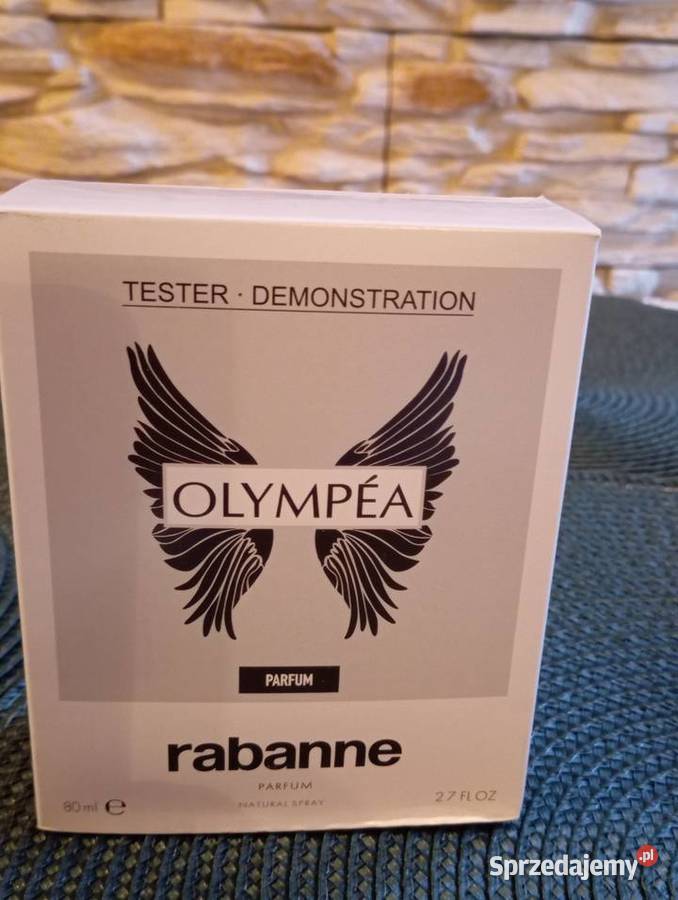 TESTER · DEMONSTRATION
OLYMPÉA
PARFUM
rabanne
PARFUM
NATURAL SPRAY
80 ml e 2.7 FL OZ
Sprzedajemy.pl